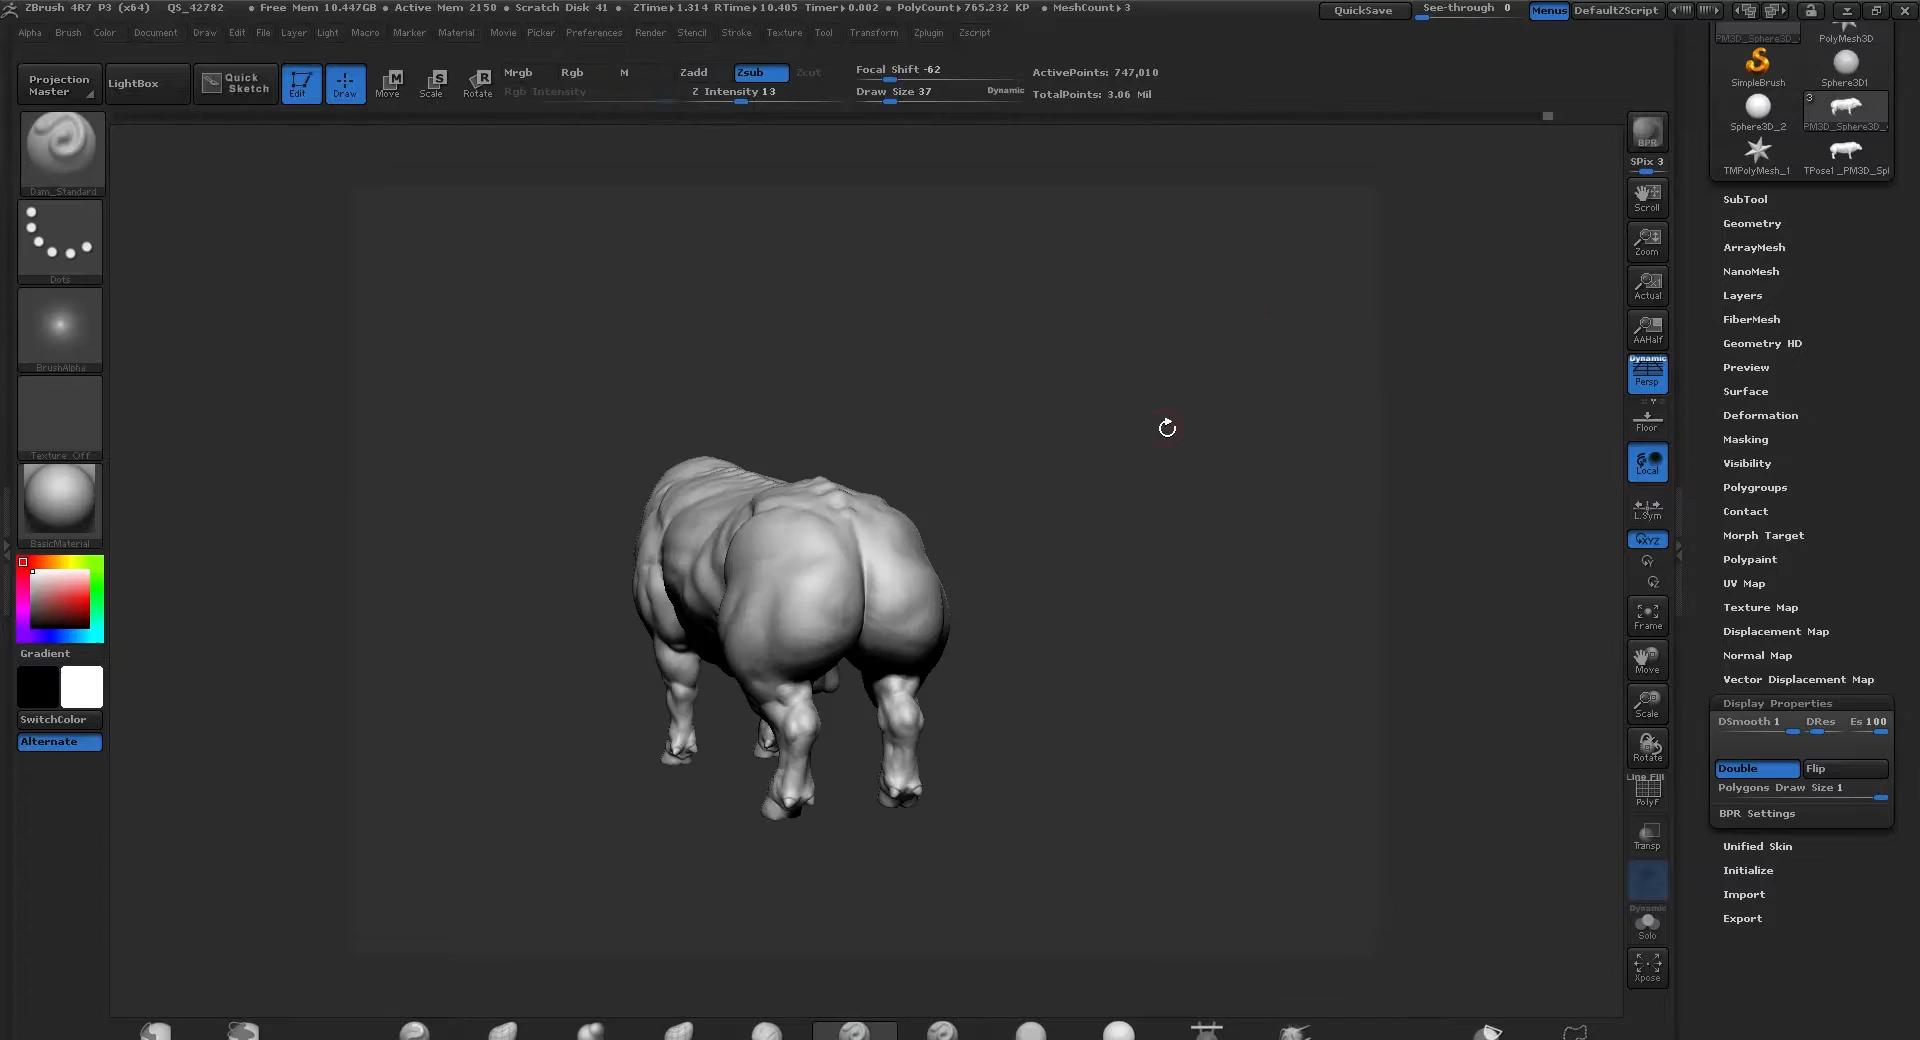 ZBrush 4R7 P3 (x64) QS_42782 • Free Mem 10.447GB • Active Mem 2150 • Scratch Disk 41 • ZTime▸1.314 RTime▸10.405 Timer▸0.002 • PolyCount▸765.232 KP • MeshCount▸3 QuickSave See-through 0 Menus DefaultZScript
Alpha Brush Color Document Draw Edit File Layer Light Macro Marker Material Movie Picker Preferences Render Stencil Stroke Texture Tool Transform Zplugin Zscript
Projection Master
LightBox
Quick Sketch
Edit
Draw
Move
Scale
Rotate
Mrgb Rgb M
Rgb Intensity
Zadd Zsub Zcut
Z Intensity 13
Focal Shift -62
Draw Size 37 Dynamic
ActivePoints: 747,010
TotalPoints: 3.06 Mil
Dam_Standard
Dots
BrushAlpha
Texture Off
BasicMaterial
Gradient
SwitchColor
Alternate
BPR
SPix 3
Scroll
Zoom
Actual
AAHalf
Dynamic
Persp
Floor
Local
L.Sym
XYZ
Y
Z
Frame
Move
Scale
Rotate
Line Fill
PolyF
Transp
Dynamic
Solo
Xpose
PM3D_Sphere3D_ PolyMesh3D
SimpleBrush Sphere3D1
3
Sphere3D_2 PM3D_Sphere3D_
TMPolyMesh_1 TPose1_PM3D_Spl
SubTool
Geometry
ArrayMesh
NanoMesh
Layers
FiberMesh
Geometry HD
Preview
Surface
Deformation
Masking
Visibility
Polygroups
Contact
Morph Target
Polypaint
UV Map
Texture Map
Displacement Map
Normal Map
Vector Displacement Map
Display Properties
DSmooth 1 DRes Es 100
Double Flip
Polygons Draw Size 1
BPR Settings
Unified Skin
Initialize
Import
Export